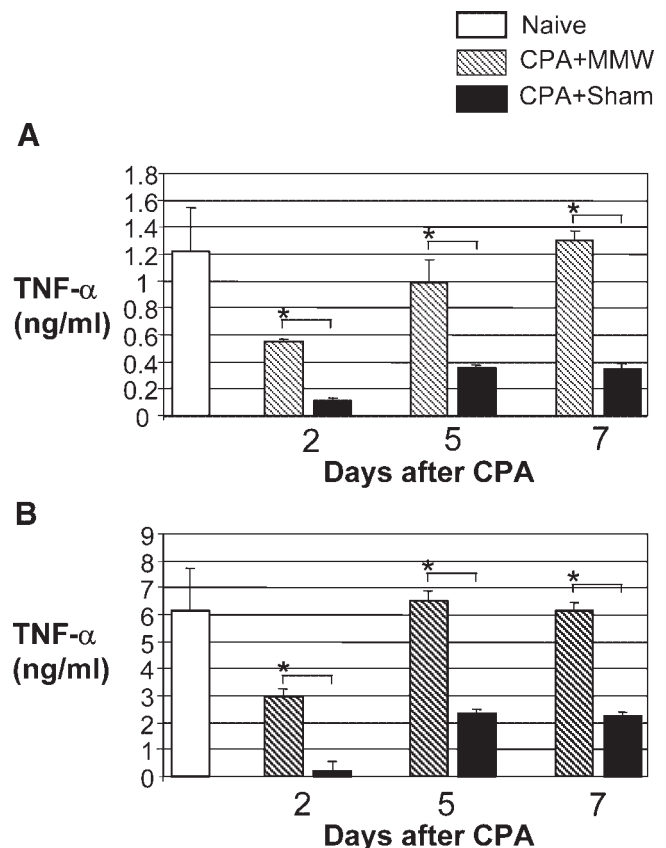 Naive
CPA+MMW
CPA+Sham
A
1.8
1.6
1.4
1.2
1
0.8
0.6
0.4
0.2
0
TNF-α
(ng/ml)
*
*
*
2 5 7
Days after CPA
B
9
8
7
6
5
4
3
2
1
0
TNF-α
(ng/ml)
*
*
*
2 5 7
Days after CPA